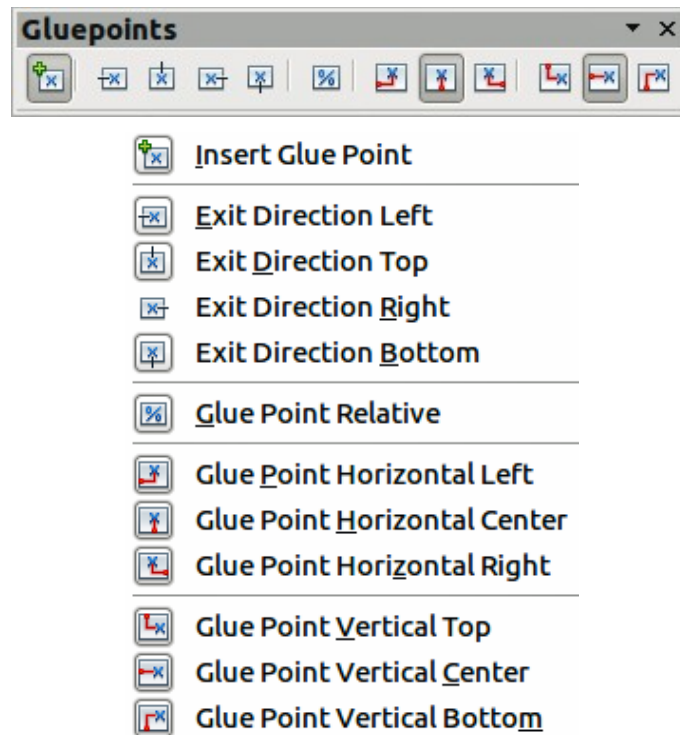 Gluepoints
Insert Glue Point
Exit Direction Left
Exit Direction Top
Exit Direction Right
Exit Direction Bottom
Glue Point Relative
Glue Point Horizontal Left
Glue Point Horizontal Center
Glue Point Horizontal Right
Glue Point Vertical Top
Glue Point Vertical Center
Glue Point Vertical Bottom